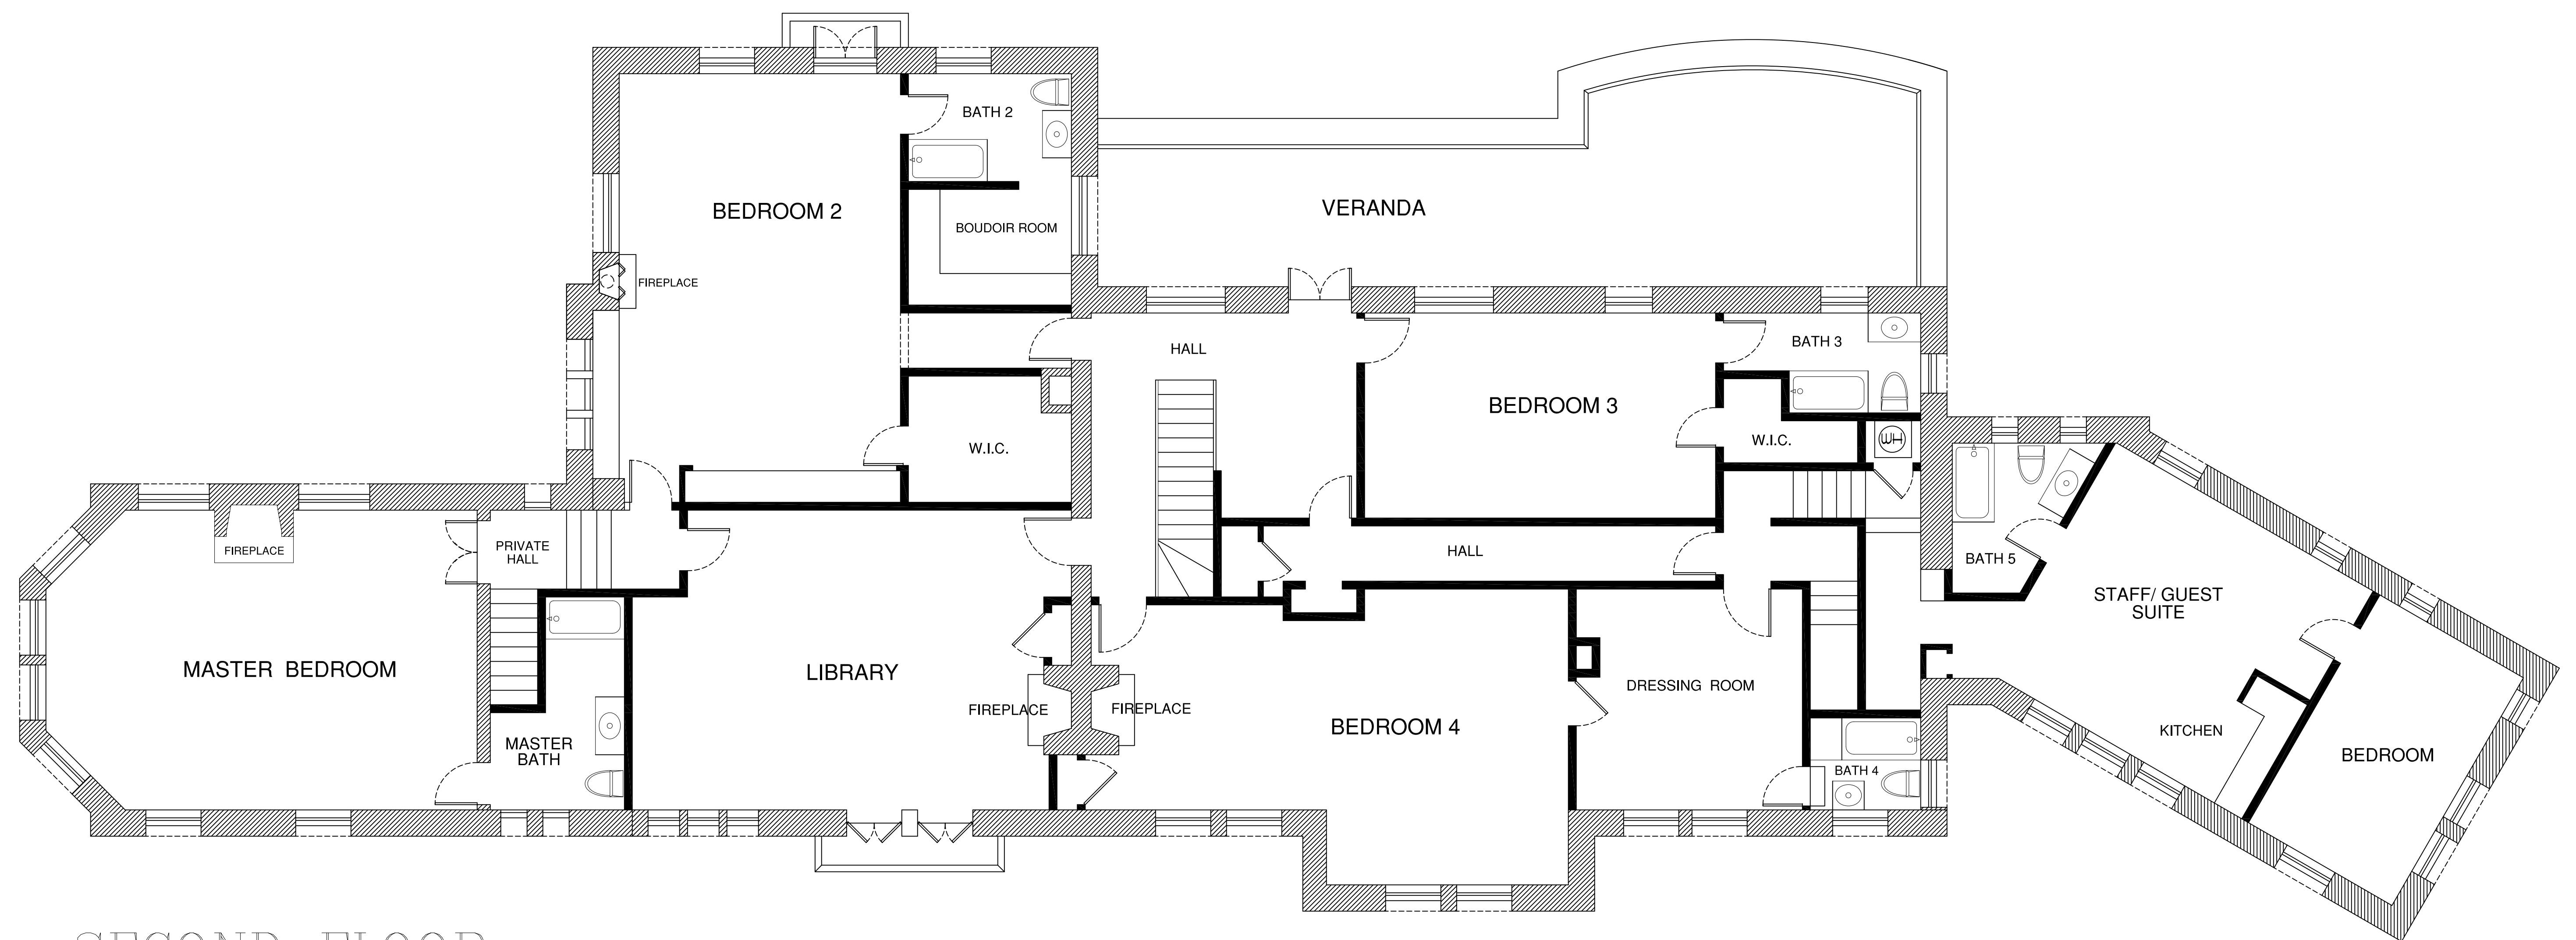 BATH 2
BEDROOM 2
BOUDOIR ROOM
VERANDA
FIREPLACE
HALL
BATH 3
BEDROOM 3
W.I.C.
W.I.C.
WH
FIREPLACE
PRIVATE
HALL
HALL
BATH 5
STAFF/ GUEST
SUITE
MASTER BEDROOM
LIBRARY
DRESSING ROOM
FIREPLACE
FIREPLACE
BEDROOM 4
KITCHEN
MASTER
BATH
BATH 4
BEDROOM
SECOND FLOOR